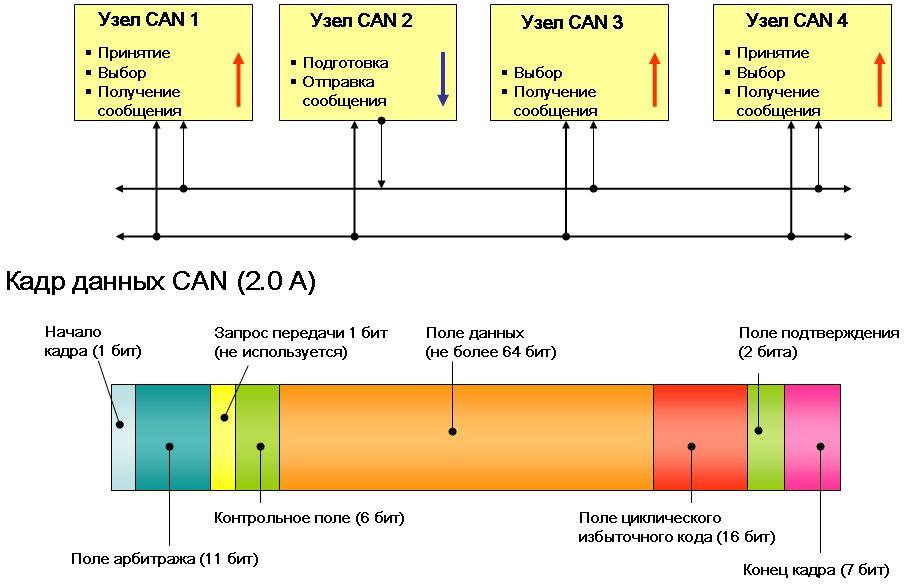 Узел CAN 1
▪ Принятие
▪ Выбор
▪ Получение
сообщения
Узел CAN 2
▪ Подготовка
▪ Отправка
сообщения
Узел CAN 3
▪ Выбор
▪ Получение
сообщения
Узел CAN 4
▪ Принятие
▪ Выбор
▪ Получение
сообщения
Кадр данных CAN (2.0 A)
Начало
кадра (1 бит)
Запрос передачи 1 бит
(не используется)
Поле данных
(не более 64 бит)
Поле подтверждения
(2 бита)
Контрольное поле (6 бит)
Поле арбитража (11 бит)
Поле циклического
избыточного кода (16 бит)
Конец кадра (7 бит)